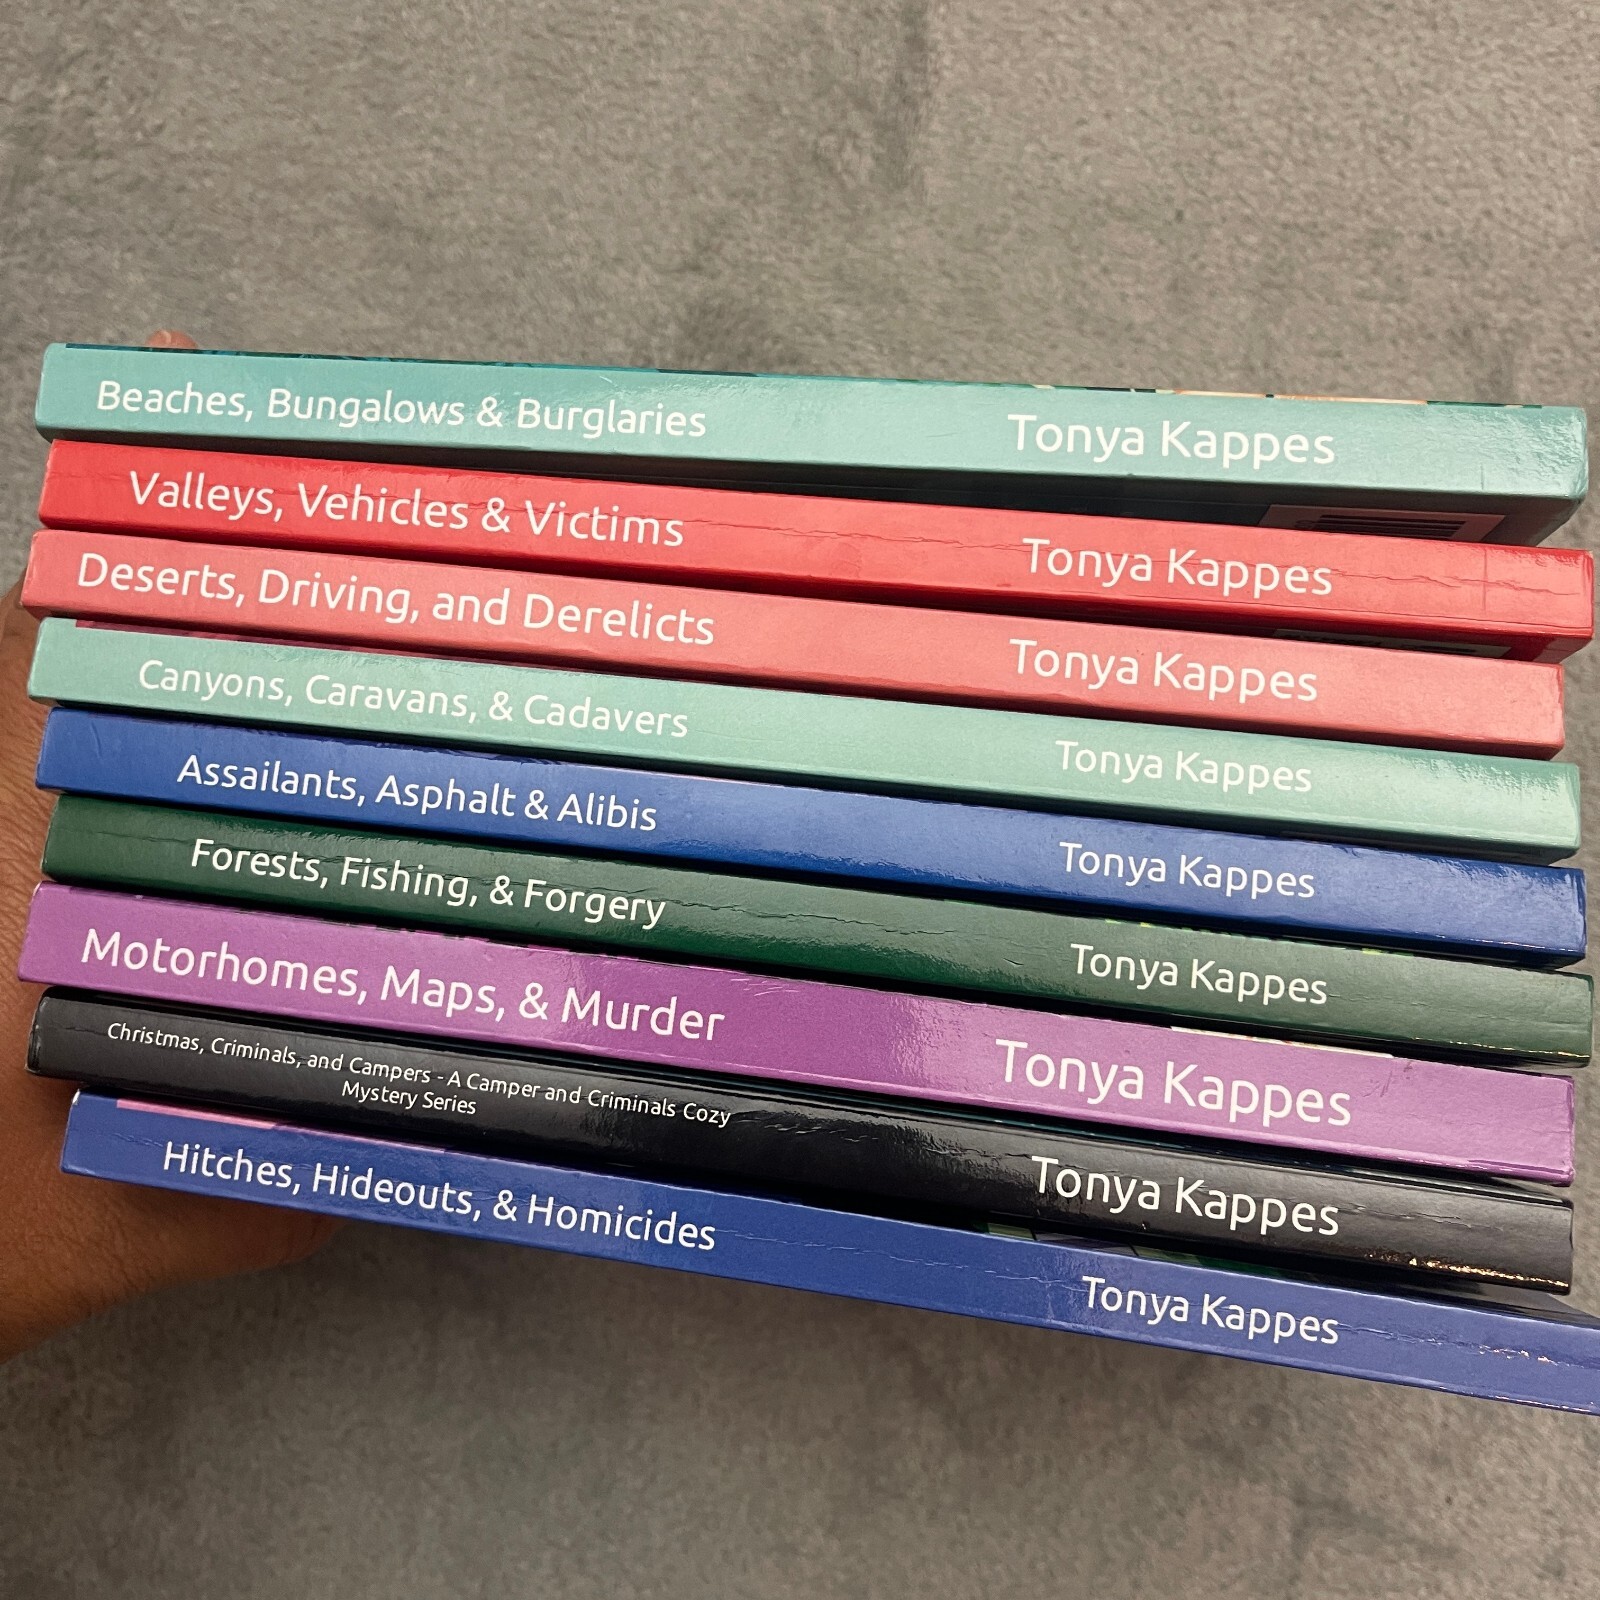 Beaches, Bungalows & Burglaries Tonya Kappes
Valleys, Vehicles & Victims Tonya Kappes
Deserts, Driving, and Derelicts Tonya Kappes
Canyons, Caravans, & Cadavers Tonya Kappes
Assailants, Asphalt & Alibis Tonya Kappes
Forests, Fishing, & Forgery Tonya Kappes
Motorhomes, Maps, & Murder Tonya Kappes
Christmas, Criminals, and Campers - A Camper and Criminals Cozy
Mystery Series
Tonya Kappes
Hitches, Hideouts, & Homicides Tonya Kappes